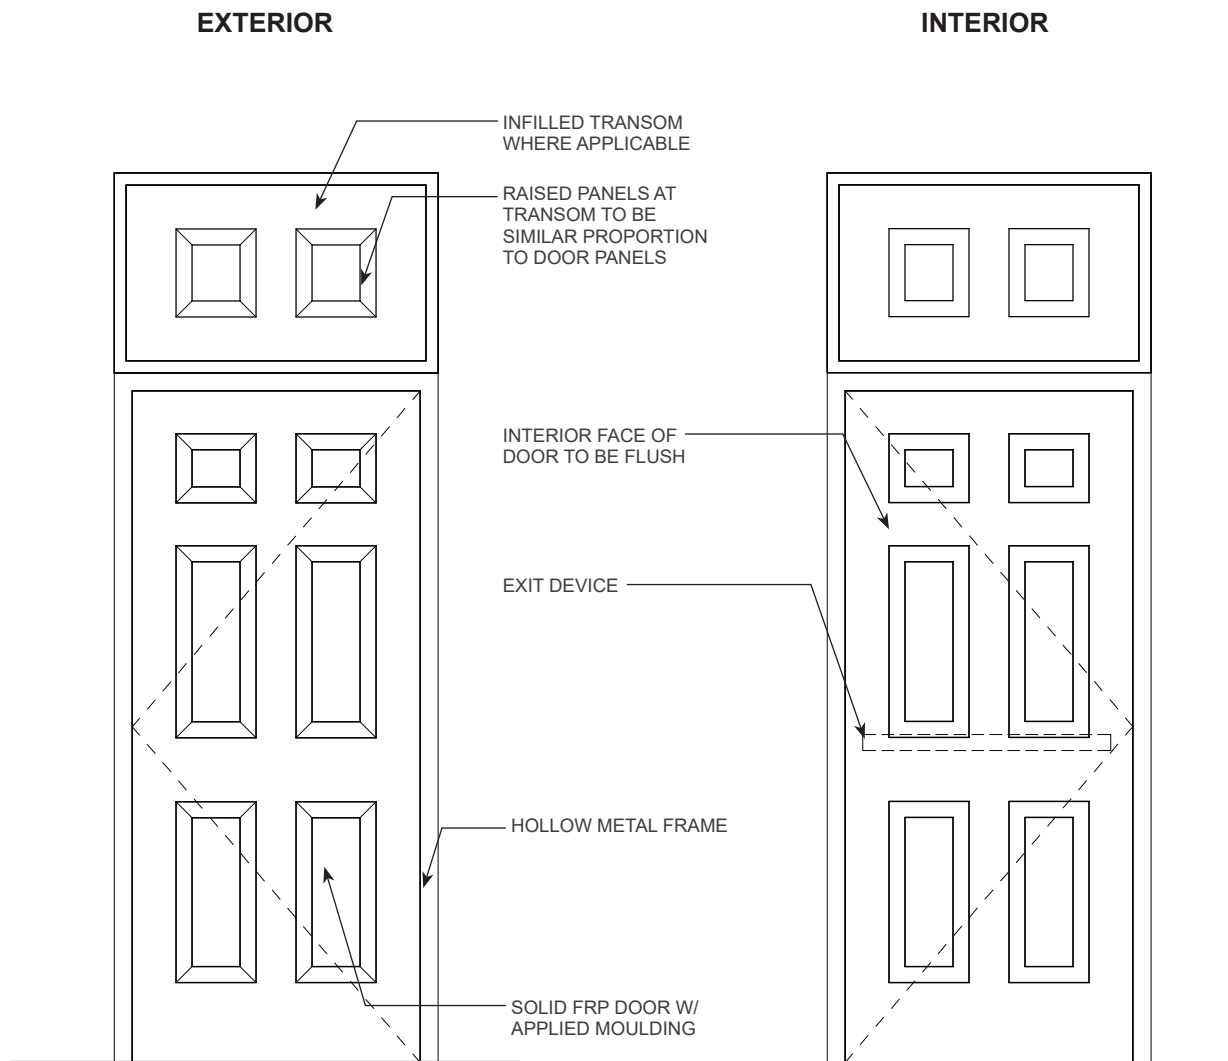 EXTERIOR
INTERIOR
INFILLED TRANSOM
WHERE APPLICABLE
RAISED PANELS AT
TRANSOM TO BE
SIMILAR PROPORTION
TO DOOR PANELS
INTERIOR FACE OF
DOOR TO BE FLUSH
EXIT DEVICE
HOLLOW METAL FRAME
SOLID FRP DOOR W/
APPLIED MOULDING